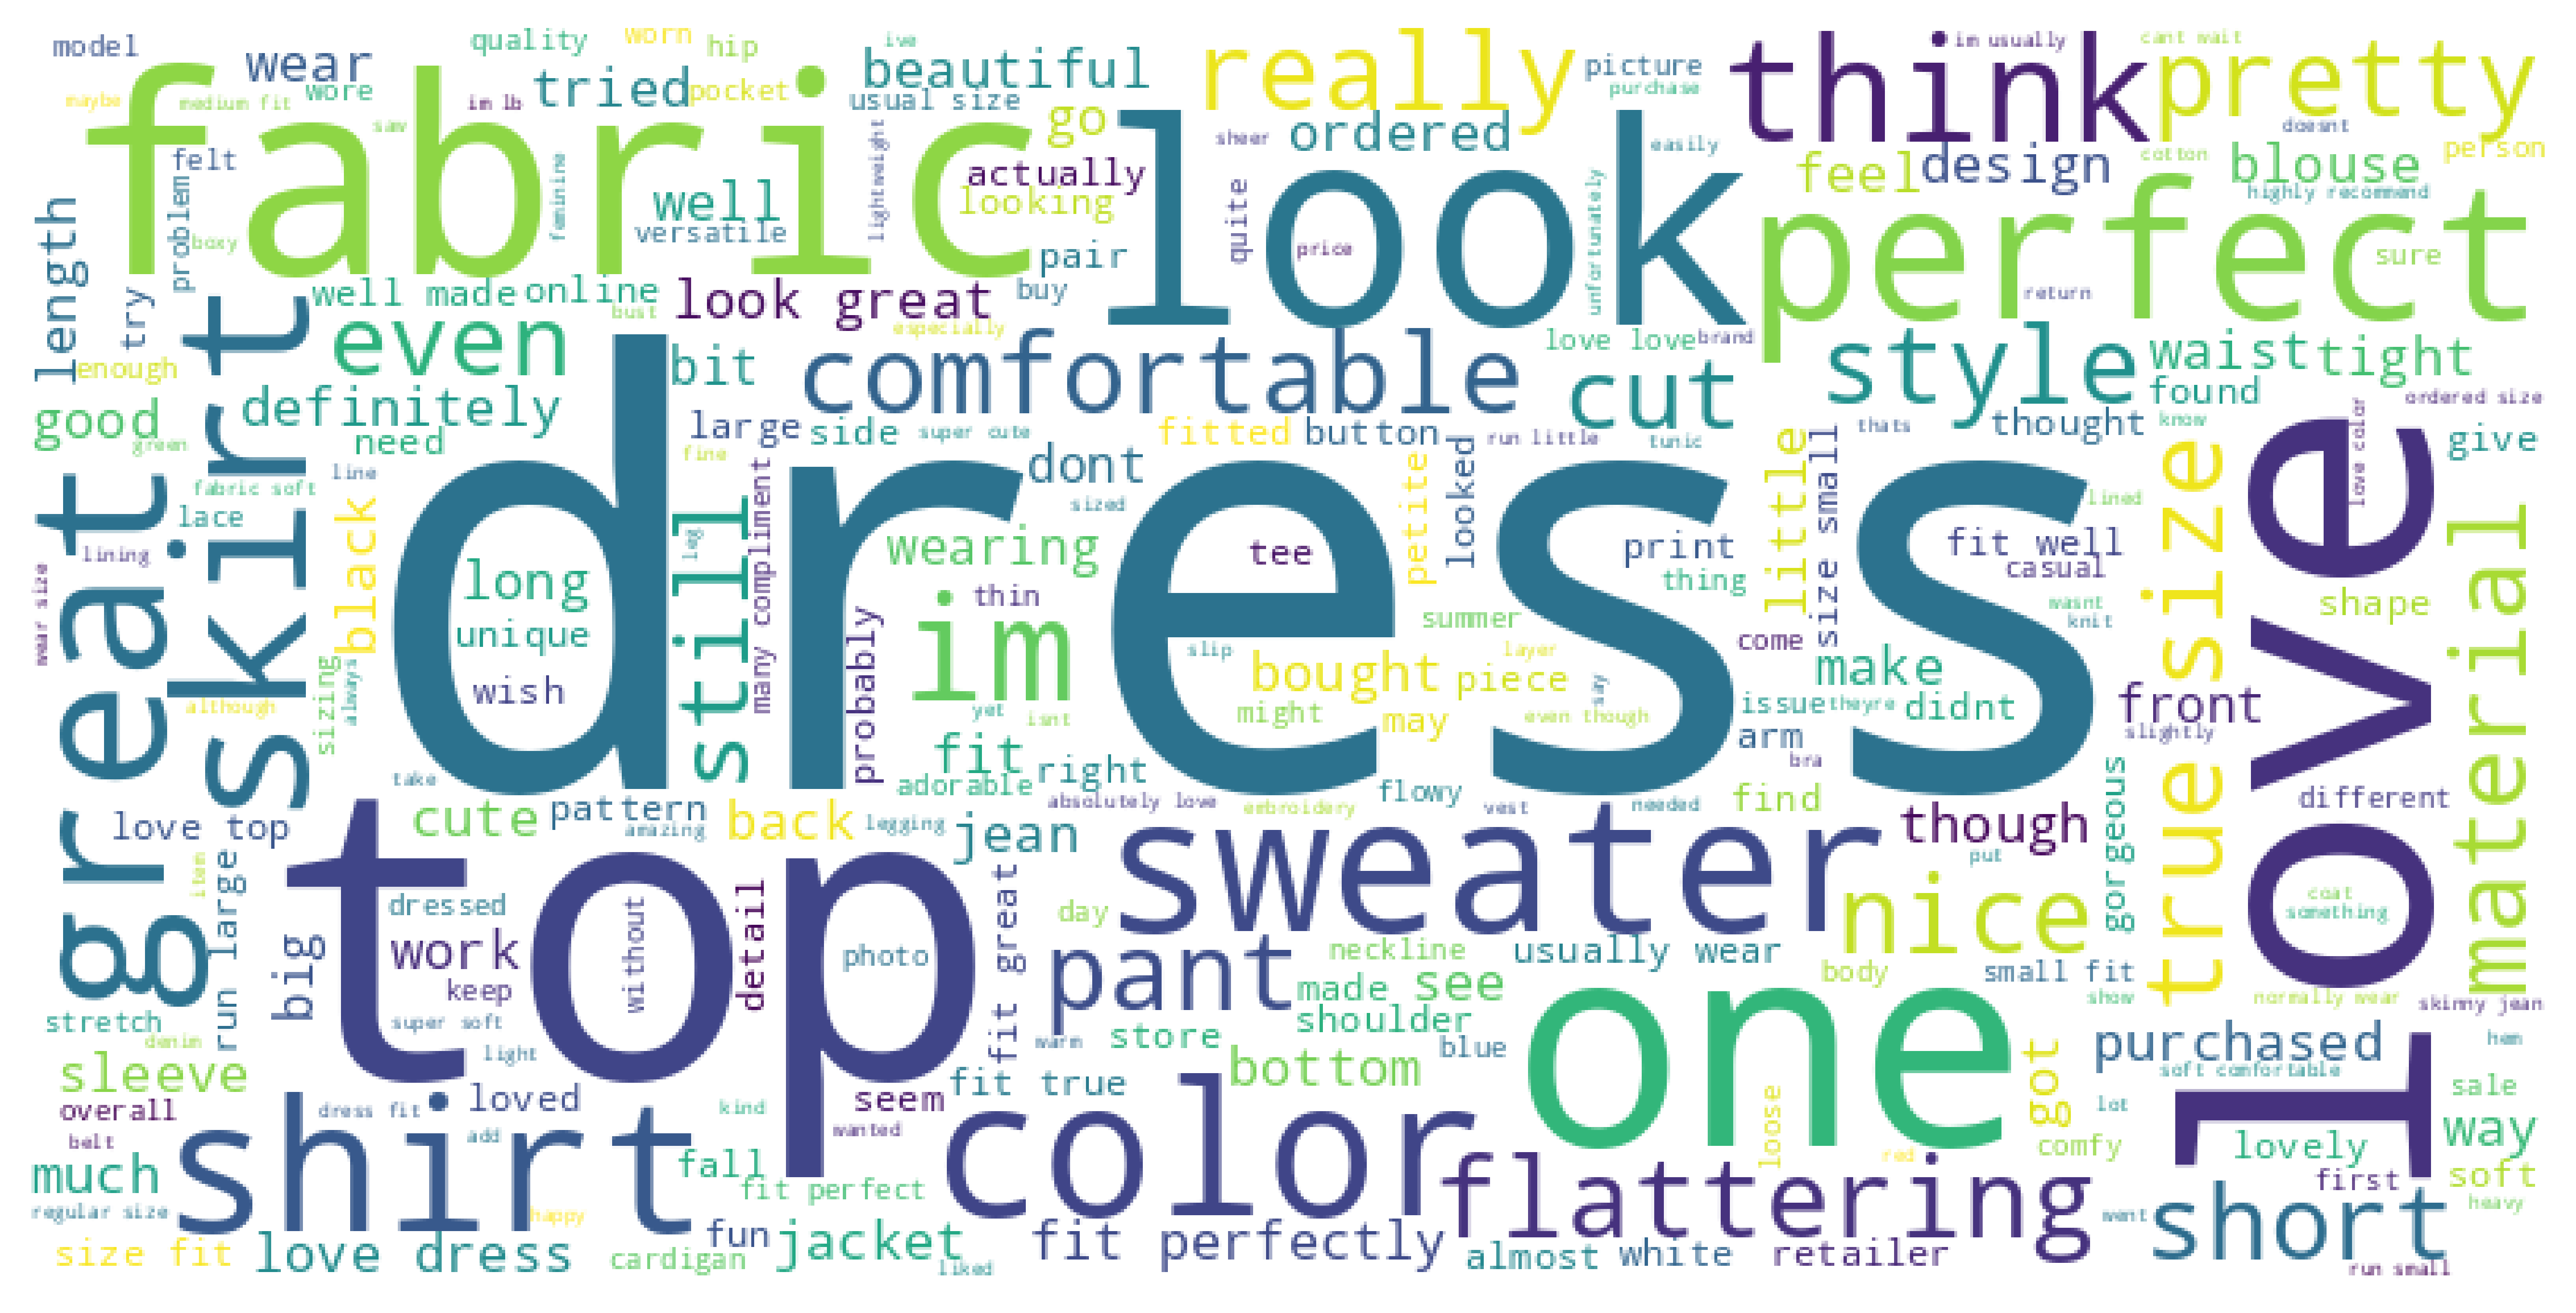 model
quality
worn
hip
ive
really
think
im usually
cant wait
pretty
wear
tried
beautiful
picture
purchase
maybe
medium fit
wore
im lb
pocket
usual size
fabric
saw
go
look
sheer
ordered
easily
doesnt
felt
problem
boxy
feminine
well
versatile
lightweight
actually
looking
quite
price
unfortunately
feel
design
cotton
blouse
person
highly recommend
perfect
sure
return
length
try
well made
online
bust
look great
pair
buy
especially
love love
brand
enough
skirt
even
bit
comfortable
cut
style
waist
tight
found
ordered size
good
green
definitely
need
large
side
super cute
fitted
button
run little
tunic
thats
thought
know
love color
give
great
fabric soft
line
fine
lace
lining
black
dress
dont
sized
petite
looked
little
size small
lined
true size
love
material
wear size
long
unique
wish
still
leg
many compliment
probably
wearing
thin
im
tee
print
thing
fit well
casual
wasnt
knit
shape
summer
come
slip
layer
bought
piece
say
might
may
even though
make
issue
theyre
didnt
front
slightly
although
sizing
always
yet
isnt
fit
right
adorable
arm
bra
take
absolutely love
embroidery
flowy
vest
needed
find
gorgeous
different
love top
cute
pattern
amazing
back
legging
jean
sweater
though
put
item
run large
top
dressed
work
keep
without
detail
photo
fit great
day
pant
neckline
usually wear
nice
body
small fit
show
coat
something
normally wear
skinny jean
big
stretch
denim
super soft
light
made
see
shoulder
store
warm
blue
one
purchased
soft comfortable
hem
sleeve
overall
belt
shirt
dress fit
loved
add
kind
seem
wanted
fit true
bottom
color
loose
got
lot
sale
comfy
way
much
regular size
happy
fall
fit perfect
flattering
red
lovely
first
soft
heavy
size fit
love dress
fun
cardigan
jacket
liked
fit perfectly
almost
white
retailer
went
short
run small